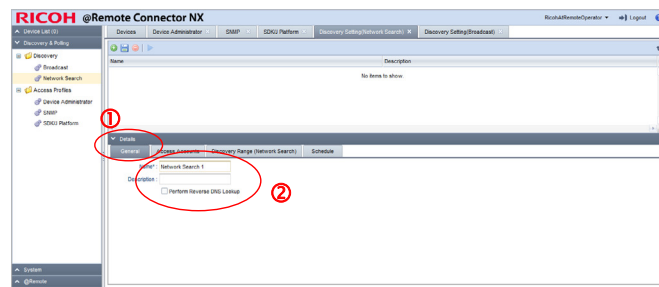 RICOH @Remote Connector NX
RicohAtRemoteOperator Logout
Device List (0)
Devices Device Administrator SNMP SDK/J Platform Discovery Setting(Network Search) Discovery Setting(Broadcast)
Discovery & Polling
Discovery
Name Description
Broadcast
No items to show.
Network Search
Access Profiles
Device Administrator
SNMP
SDK/J Platform
①
Details
General Access Accounts Discovery Range (Network Search) Schedule
Name* Network Search 1
Description :
Perform Reverse DNS Lookup
②
System
@Remote